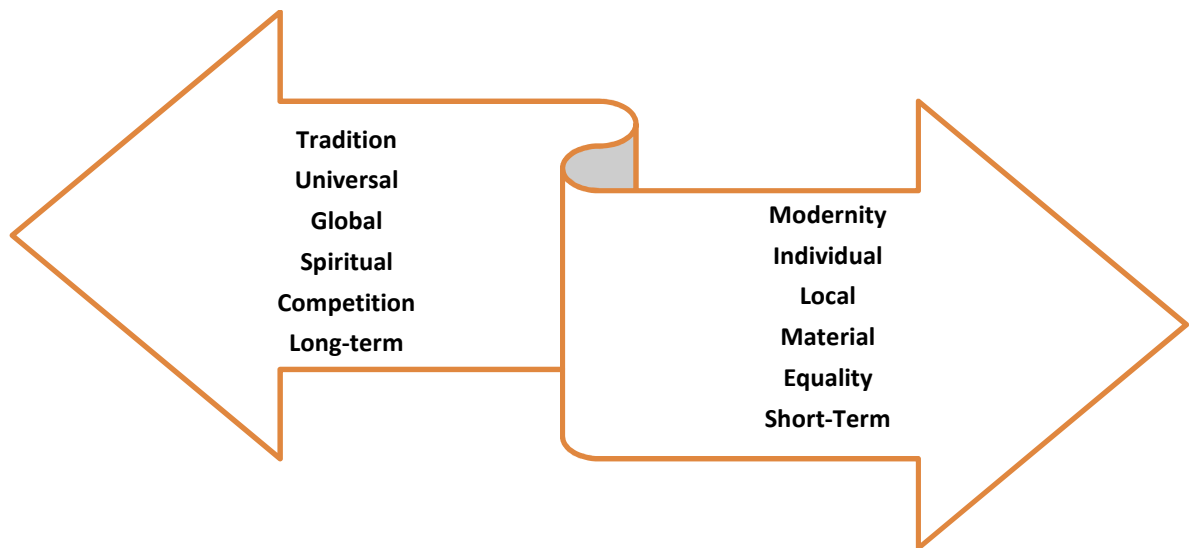 Tradition
Universal
Global
Spiritual
Competition
Long-term
Modernity
Individual
Local
Material
Equality
Short-Term